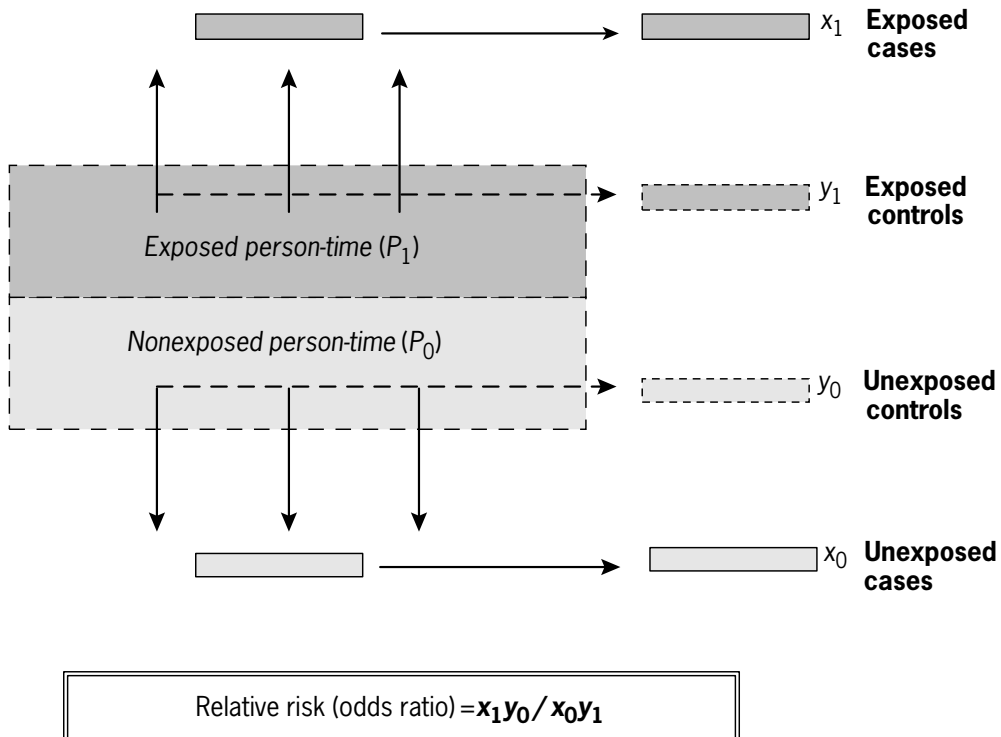 x₁ Exposed
cases
y₁ Exposed
controls
Exposed person-time (P₁)
Nonexposed person-time (P₀)
y₀ Unexposed
controls
x₀ Unexposed
cases
Relative risk (odds ratio) = x₁y₀ / x₀y₁